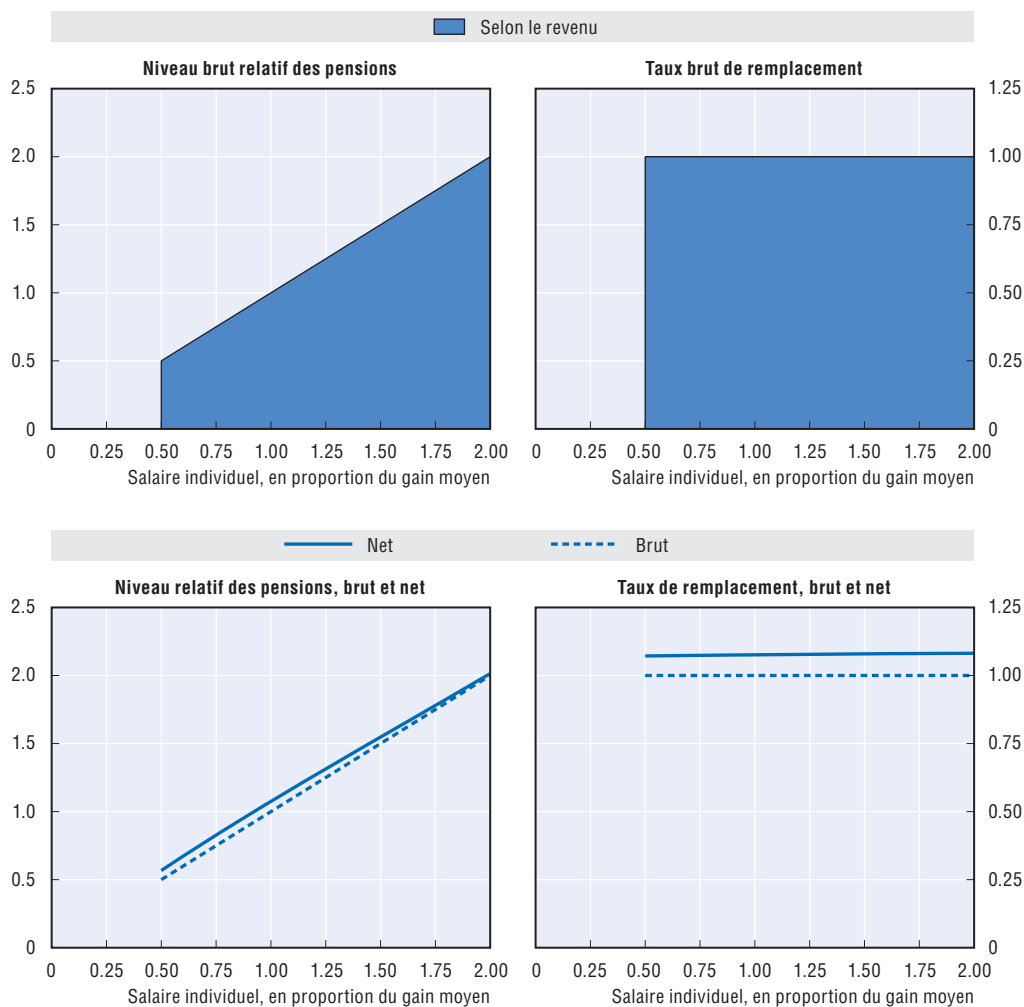 Selon le revenu
Niveau brut relatif des pensions
Taux brut de remplacement
2.5
2.0
1.5
1.0
0.5
0
0 0.25 0.50 0.75 1.00 1.25 1.50 1.75 2.00
Salaire individuel, en proportion du gain moyen
1.25
1.00
0.75
0.50
0.25
0
0 0.25 0.50 0.75 1.00 1.25 1.50 1.75 2.00
Salaire individuel, en proportion du gain moyen
Net Brut
Niveau relatif des pensions, brut et net
Taux de remplacement, brut et net
2.5
2.0
1.5
1.0
0.5
0
0 0.25 0.50 0.75 1.00 1.25 1.50 1.75 2.00
Salaire individuel, en proportion du gain moyen
1.25
1.00
0.75
0.50
0.25
0
0 0.25 0.50 0.75 1.00 1.25 1.50 1.75 2.00
Salaire individuel, en proportion du gain moyen